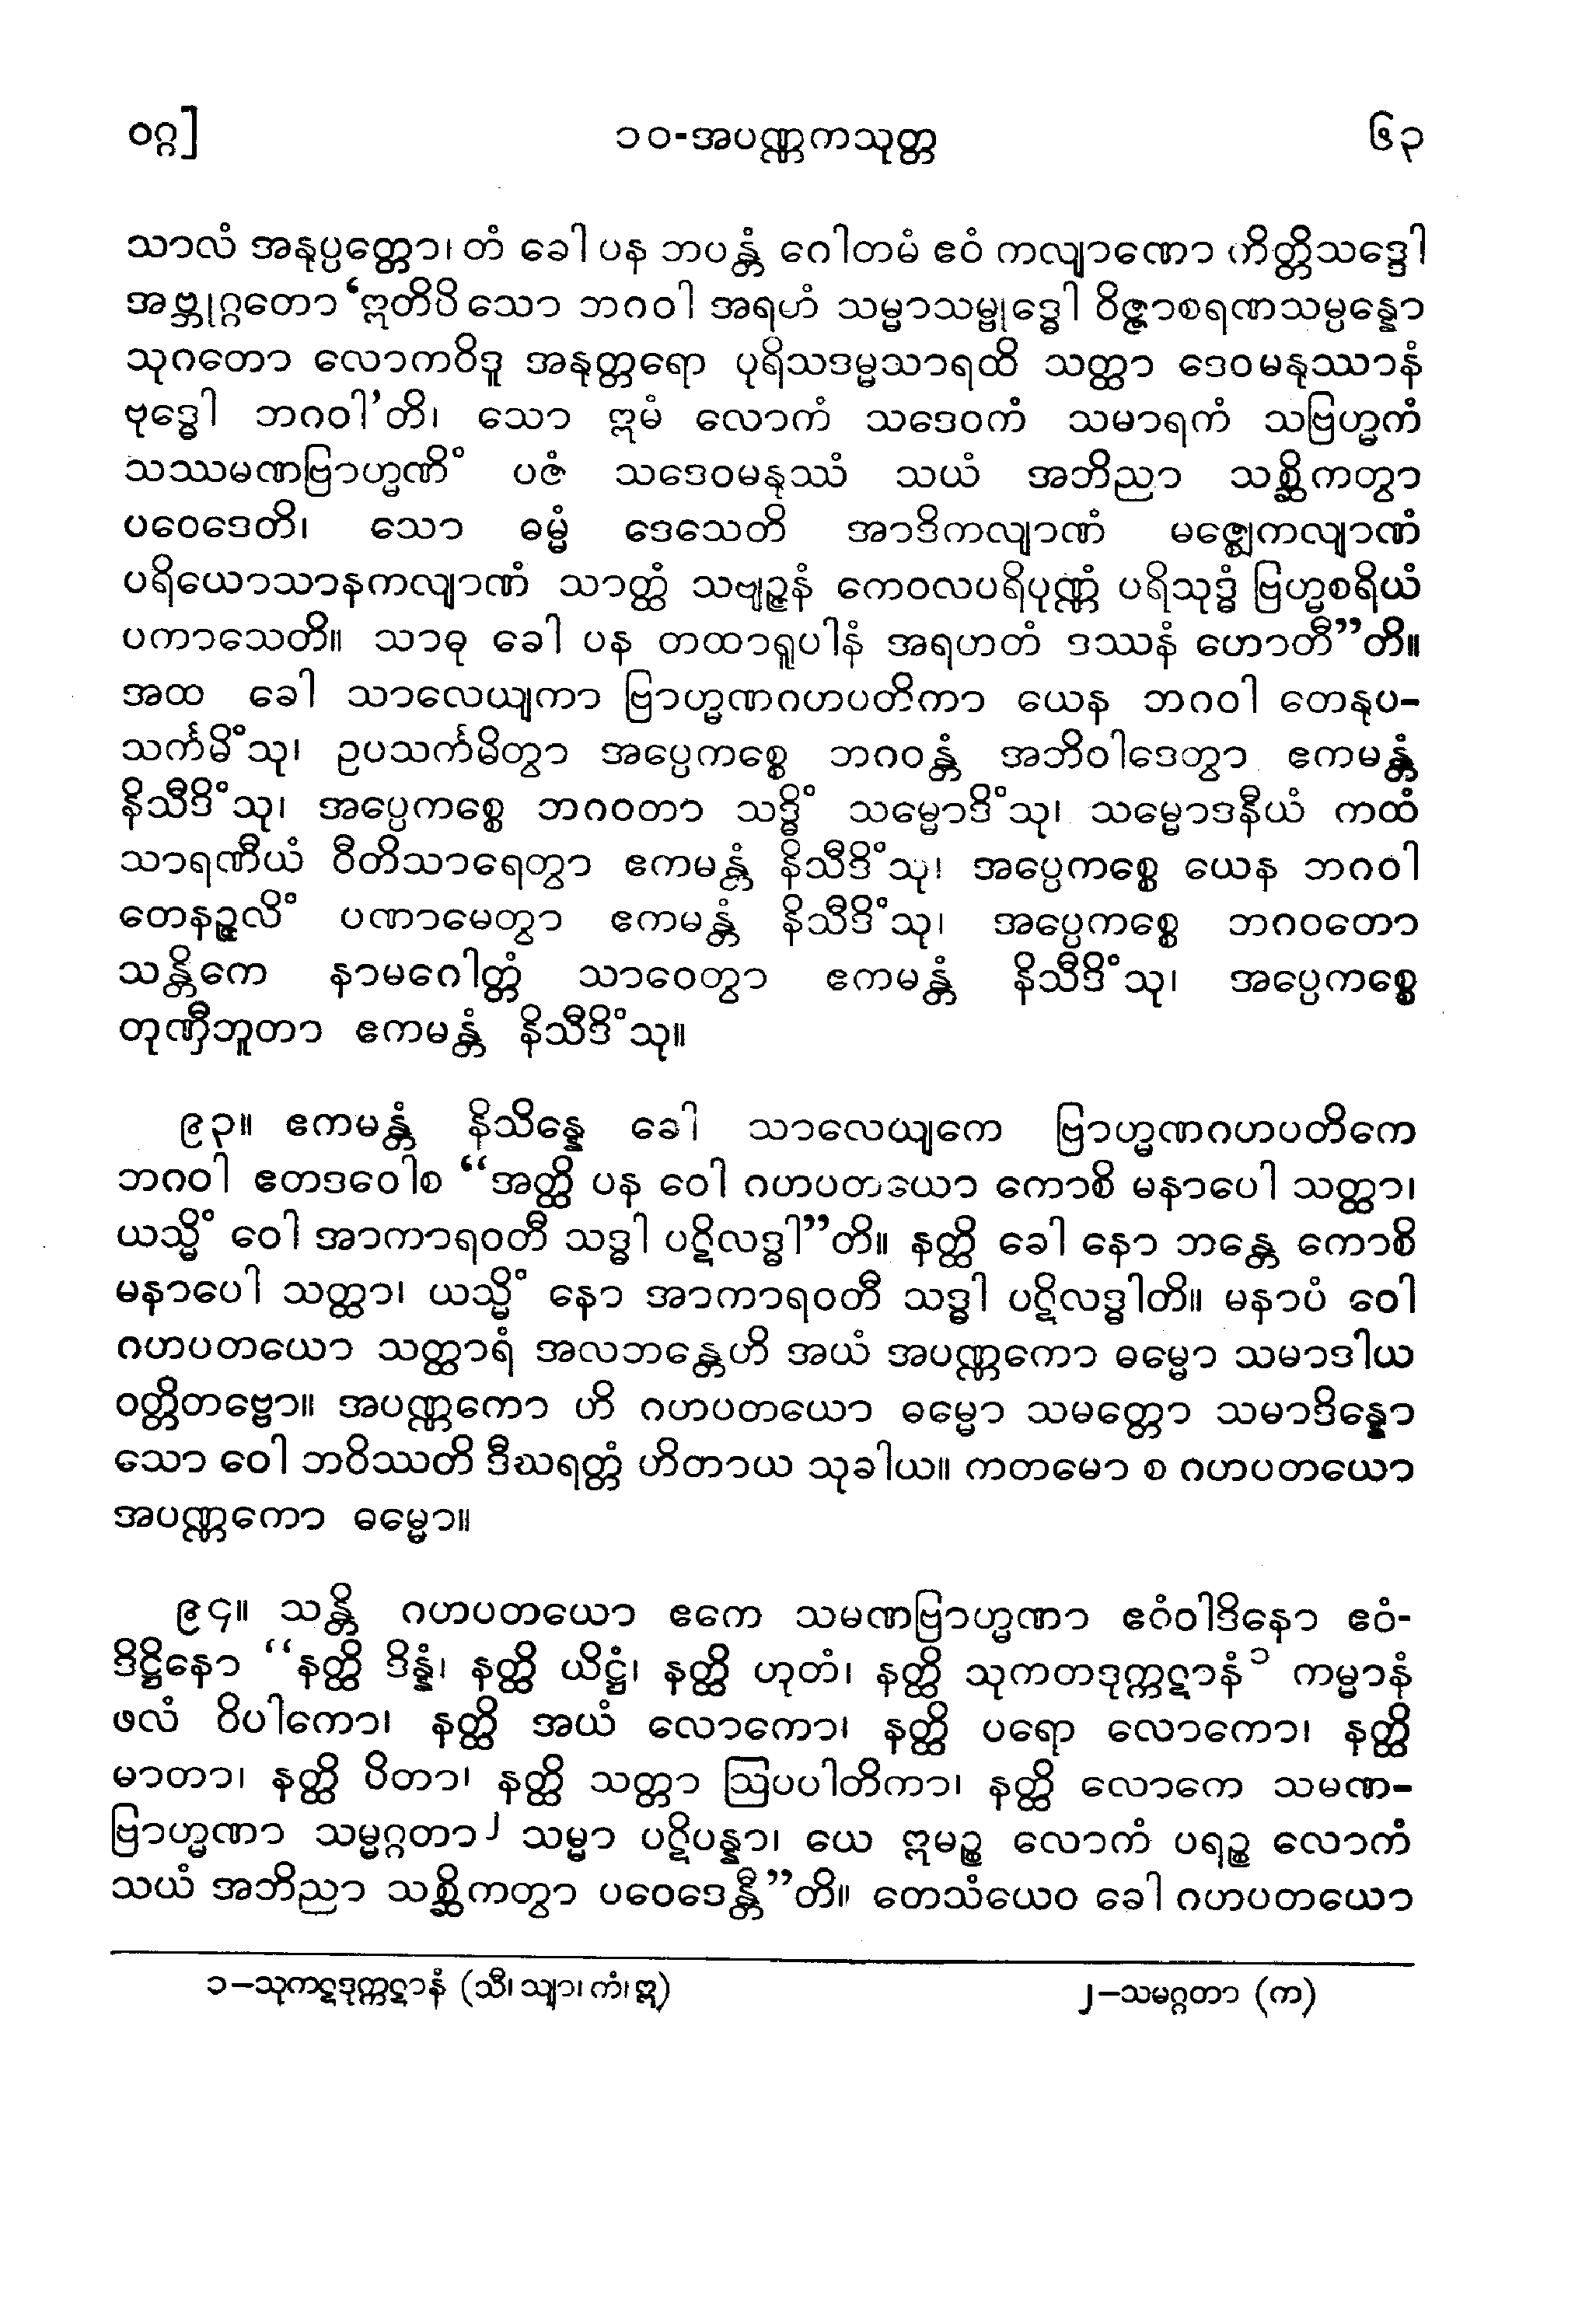 ဝဂ္ဂ] ၁၀-အပဏ္ဏကသုတ္တ ၆၃
သာလံ အနုပ္ပတ္တော၊ တံ ခေါ ပန ဘပန္တံ ဂေါတမံ ဧဝံ ကလျာဏော ကိတ္တိသဒ္ဒေါ
အဗ္ဘုဂ္ဂတော ‘ဣတိပိ သော ဘဂဝါ အရဟံ သမ္မာသမ္ဗုဒ္ဓေါ ဝိဇ္ဇာစရဏသမ္ပန္နော
သုဂတော လောကဝိဒူ အနုတ္တရော ပုရိသဒမ္မသာရထိ သတ္ထာ ဒေဝမနုဿာနံ
ဗုဒ္ဓေါ ဘဂဝါ’တိ၊ သော ဣမံ လောကံ သဒေဝကံ သမာရကံ သဗြဟ္မကံ
သဿမဏဗြာဟ္မဏိံ ပဇံ သဒေဝမနုဿံ သယံ အဘိညာ သစ္ဆိကတွာ
ပဝေဒေတိ၊ သော ဓမ္မံ ဒေသေတိ အာဒိကလျာဏံ မဇ္ဈေကလျာဏံ
ပရိယောသာနကလျာဏံ သာတ္ထံ သဗျဉ္ဇနံ ကေဝလပရိပုဏ္ဏံ ပရိသုဒ္ဓံ ဗြဟ္မစရိယံ
ပကာသေတိ။ သာဓု ခေါ ပန တထာရူပါနံ အရဟတံ ဒဿနံ ဟောတီ”တိ။
အထ ခေါ သာလေယျကာ ဗြာဟ္မဏဂဟပတိကာ ယေန ဘဂဝါ တေနုပ-
သင်္ကမိံသု၊ ဥပသင်္ကမိတွာ အပ္ပေကစ္စေ ဘဂဝန္တံ အဘိဝါဒေတွာ ဧကမန္တံ
နိသီဒိံသု၊ အပ္ပေကစ္စေ ဘဂဝတာ သဒ္ဓိံ သမ္မောဒိံသု၊ သမ္မောဒနီယံ ကထံ
သာရဏီယံ ဝီတိသာရေတွာ ဧကမန္တံ နိသီဒိံသု၊ အပ္ပေကစ္စေ ယေန ဘဂဝါ
တေနဉ္ဇလိံ ပဏာမေတွာ ဧကမန္တံ နိသီဒိံသု၊ အပ္ပေကစ္စေ ဘဂဝတော
သန္တိကေ နာမဂေါတ္တံ သာဝေတွာ ဧကမန္တံ နိသီဒိံသု၊ အပ္ပေကစ္စေ
တုဏှီဘူတာ ဧကမန္တံ နိသီဒိံသု။
၉၃။ ဧကမန္တံ နိသိန္နေ ခေါ သာလေယျကေ ဗြာဟ္မဏဂဟပတိကေ
ဘဂဝါ ဧတဒဝေါစ “အတ္ထိ ပန ဝေါ ဂဟပတယော ကောစိ မနာပေါ သတ္ထာ၊
ယသ္မိံ ဝေါ အာကာရဝတီ သဒ္ဓါ ပဋိလဒ္ဓါ”တိ။ နတ္ထိ ခေါ နော ဘန္တေ ကောစိ
မနာပေါ သတ္ထာ၊ ယသ္မိံ နော အာကာရဝတီ သဒ္ဓါ ပဋိလဒ္ဓါတိ။ မနာပံ ဝေါ
ဂဟပတယော သတ္ထာရံ အလဘန္တေဟိ အယံ အပဏ္ဏကော ဓမ္မော သမာဒါယ
ဝတ္တိတဗ္ဗော။ အပဏ္ဏကော ဟိ ဂဟပတယော ဓမ္မော သမတ္တော သမာဒိန္နော
သော ဝေါ ဘဝိဿတိ ဒီဃရတ္တံ ဟိတာယ သုခါယ။ ကတမော စ ဂဟပတယော
အပဏ္ဏကော ဓမ္မော။
၉၄။ သန္တိ ဂဟပတယော ဧကေ သမဏဗြာဟ္မဏာ ဧဝံဝါဒိနော ဧဝံ-
ဒိဋ္ဌိနော “နတ္ထိ ဒိန္နံ၊ နတ္ထိ ယိဋ္ဌံ၊ နတ္ထိ ဟုတံ၊ နတ္ထိ သုကတဒုက္ကဋာနံ၁ ကမ္မာနံ
ဖလံ ဝိပါကော၊ နတ္ထိ အယံ လောကော၊ နတ္ထိ ပရော လောကော၊ နတ္ထိ
မာတာ၊ နတ္ထိ ပိတာ၊ နတ္ထိ သတ္တာ ဩပပါတိကာ၊ နတ္ထိ လောကေ သမဏ-
ဗြာဟ္မဏာ သမ္မဂ္ဂတာ၂ သမ္မာ ပဋိပန္နာ၊ ယေ ဣမဉ္စ လောကံ ပရဉ္စ လောကံ
သယံ အဘိညာ သစ္ဆိကတွာ ပဝေဒေန္တီ”တိ။ တေသံယေဝ ခေါ ဂဟပတယော
၁–သုကဋဒုက္ကဋာနံ (သီ၊ သျာ၊ ကံ၊ ဣ) ၂–သမဂ္ဂတာ (က)